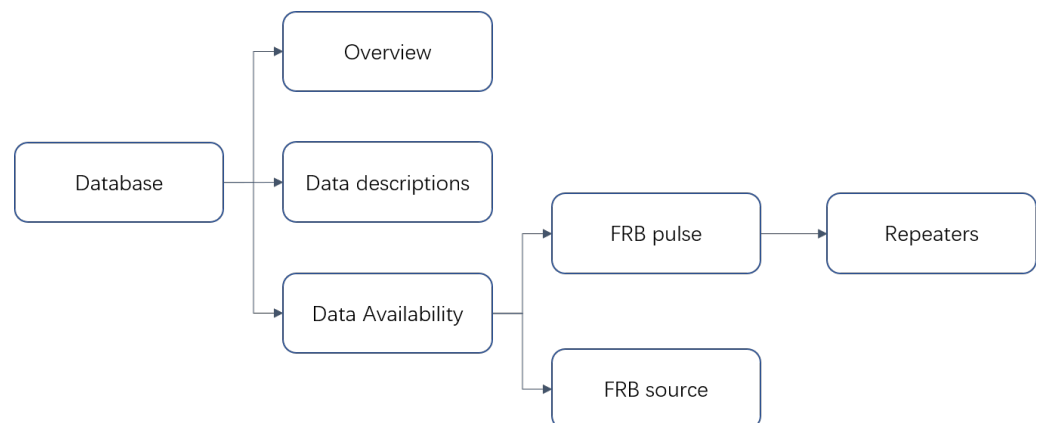 Overview
Database
Data descriptions
FRB pulse
Repeaters
Data Availability
FRB source